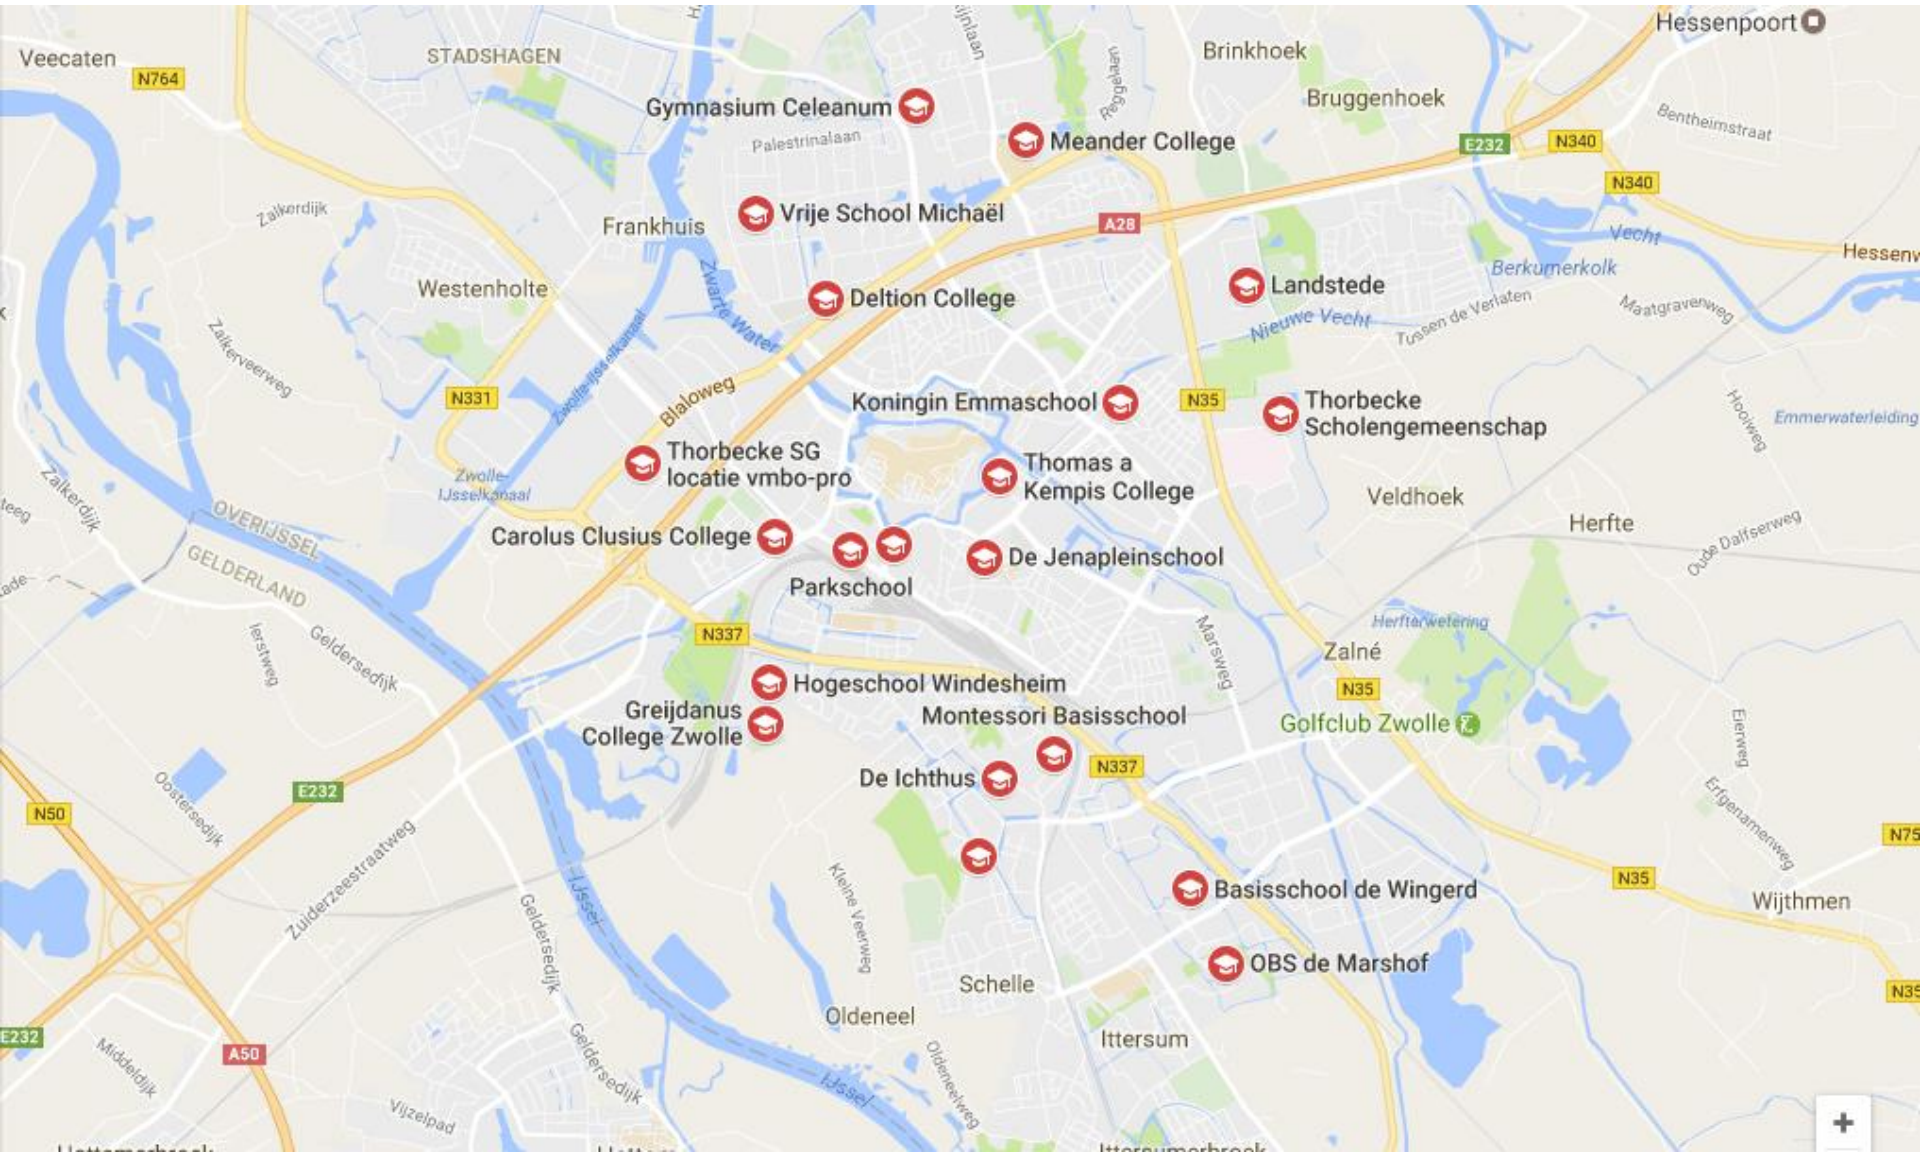 Hessenpoort
Veecaten
STADSHAGEN
Brinkhoek
N764
Bruggenhoek
Gymnasium Celeanum
Palestrinalaan
Bentheimstraat
Meander College
E232
N340
N340
Zalkerdijk
Vrije School Michaël
Frankhuis
A28
Vecht
Hessenw
Berkumerkolk
Westenholte
Zwarte Water
Deltion College
Landstede
Nieuwe Vecht
Tussen de Verlaten
Maatgravenweg
Zalkerveerweg
Zwolle-IJsselkanaal
N331
Blaloweg
Koningin Emmaschool
N35
Thorbecke
Scholengemeenschap
Hooiweg
Emmerwaterleiding
Thorbecke SG
locatie vmbo-pro
Thomas a
Kempis College
Zwolle-
IJsselkanaal
Zalkerdijk
teeg
Veldhoek
Herfte
OVERIJSSEL
GELDERLAND
Carolus Clusius College
De Jenapleinschool
Oude Dalfserweg
Parkschool
ade
Herfterwetering
N337
Ierstweg
Geldersedijk
Marsweg
Zalné
Hogeschool Windesheim
N35
Greijdanus
College Zwolle
Montessori Basisschool
Golfclub Zwolle
Eierweg
De Ichthus
N337
Oostersedijk
E232
N50
Erfgenamenweg
N75
Zuiderzeestraatweg
IJssel
Geldersedijk
Kleine Veerweg
Basisschool de Wingerd
N35
Wijthmen
OBS de Marshof
Schelle
N35
Oldeneel
Ittersum
E232
A50
Middeldijk
Geldersedijk
Oldeneelweg
IJssel
Vijzelpad
+